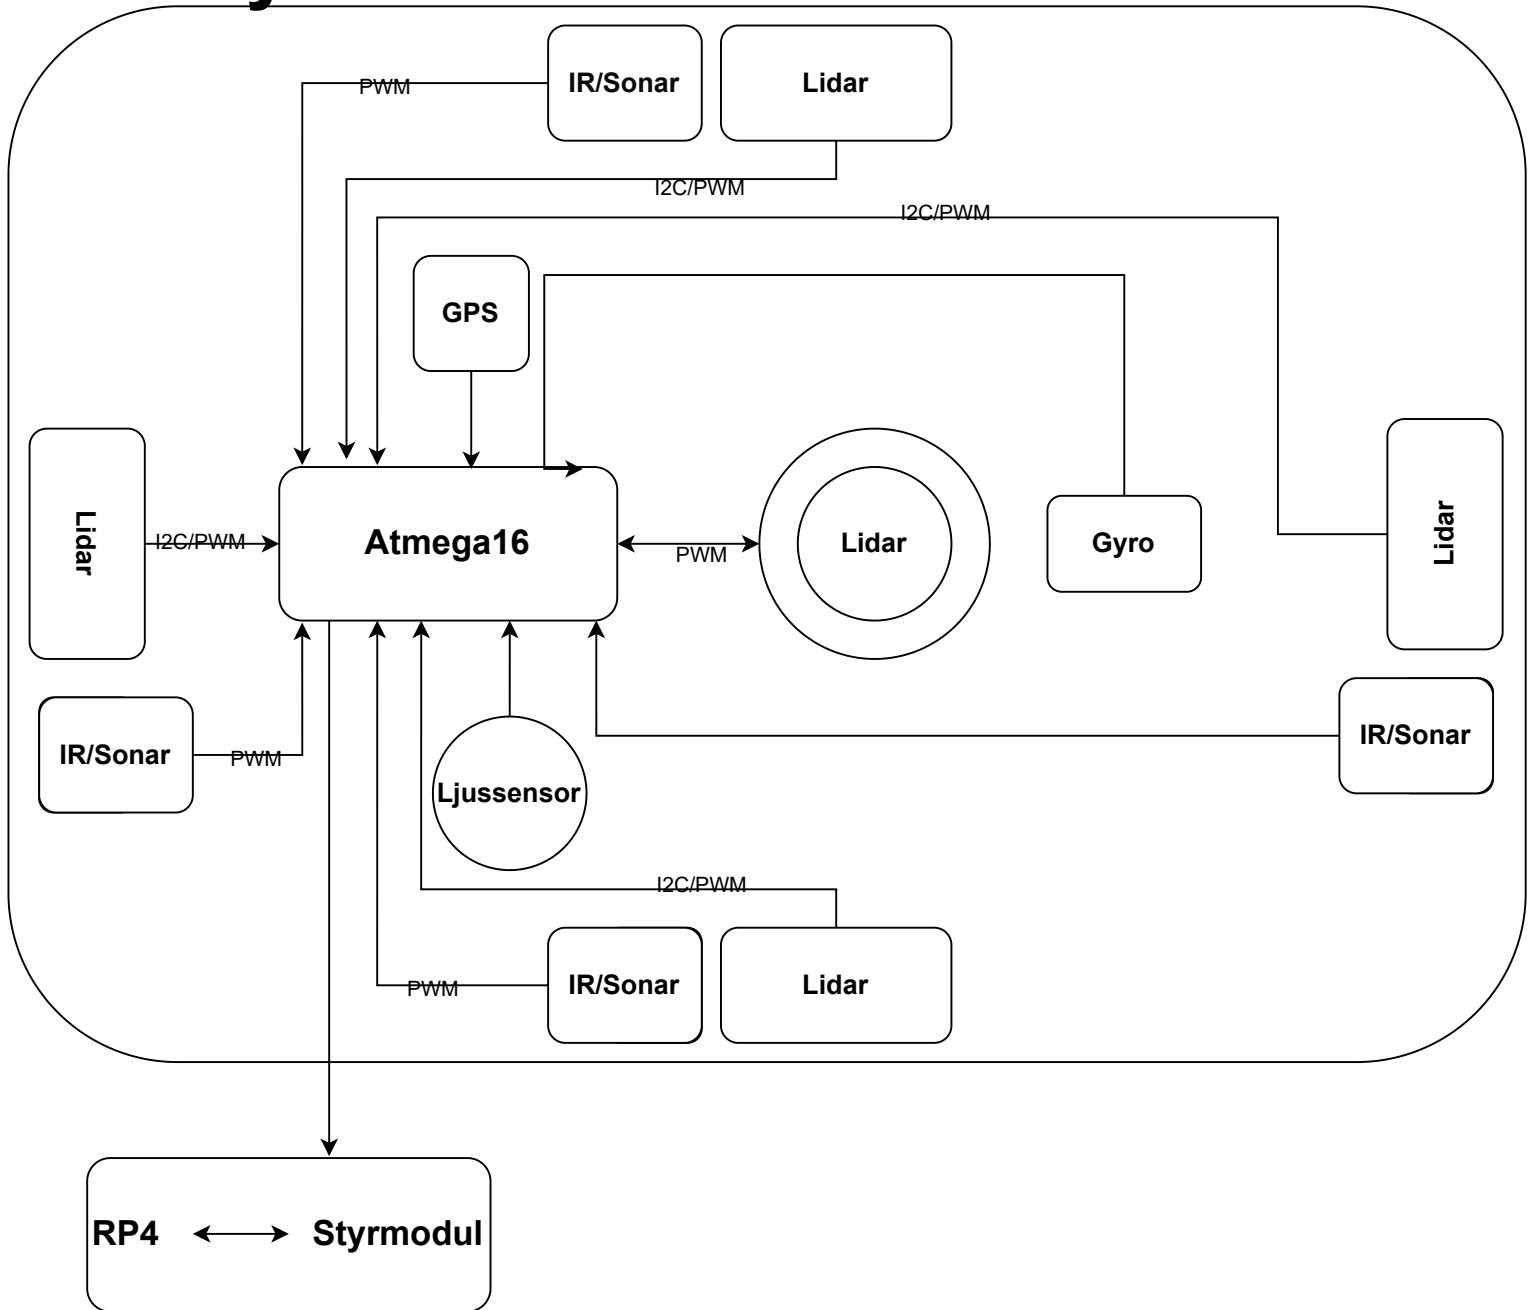 IR/Sonar
Lidar
PWM
I2C/PWM
I2C/PWM
GPS
Lidar
I2C/PWM
Atmega16
PWM
Lidar
Gyro
Lidar
IR/Sonar
PWM
Ljussensor
IR/Sonar
I2C/PWM
PWM
IR/Sonar
Lidar
RP4
Styrmodul